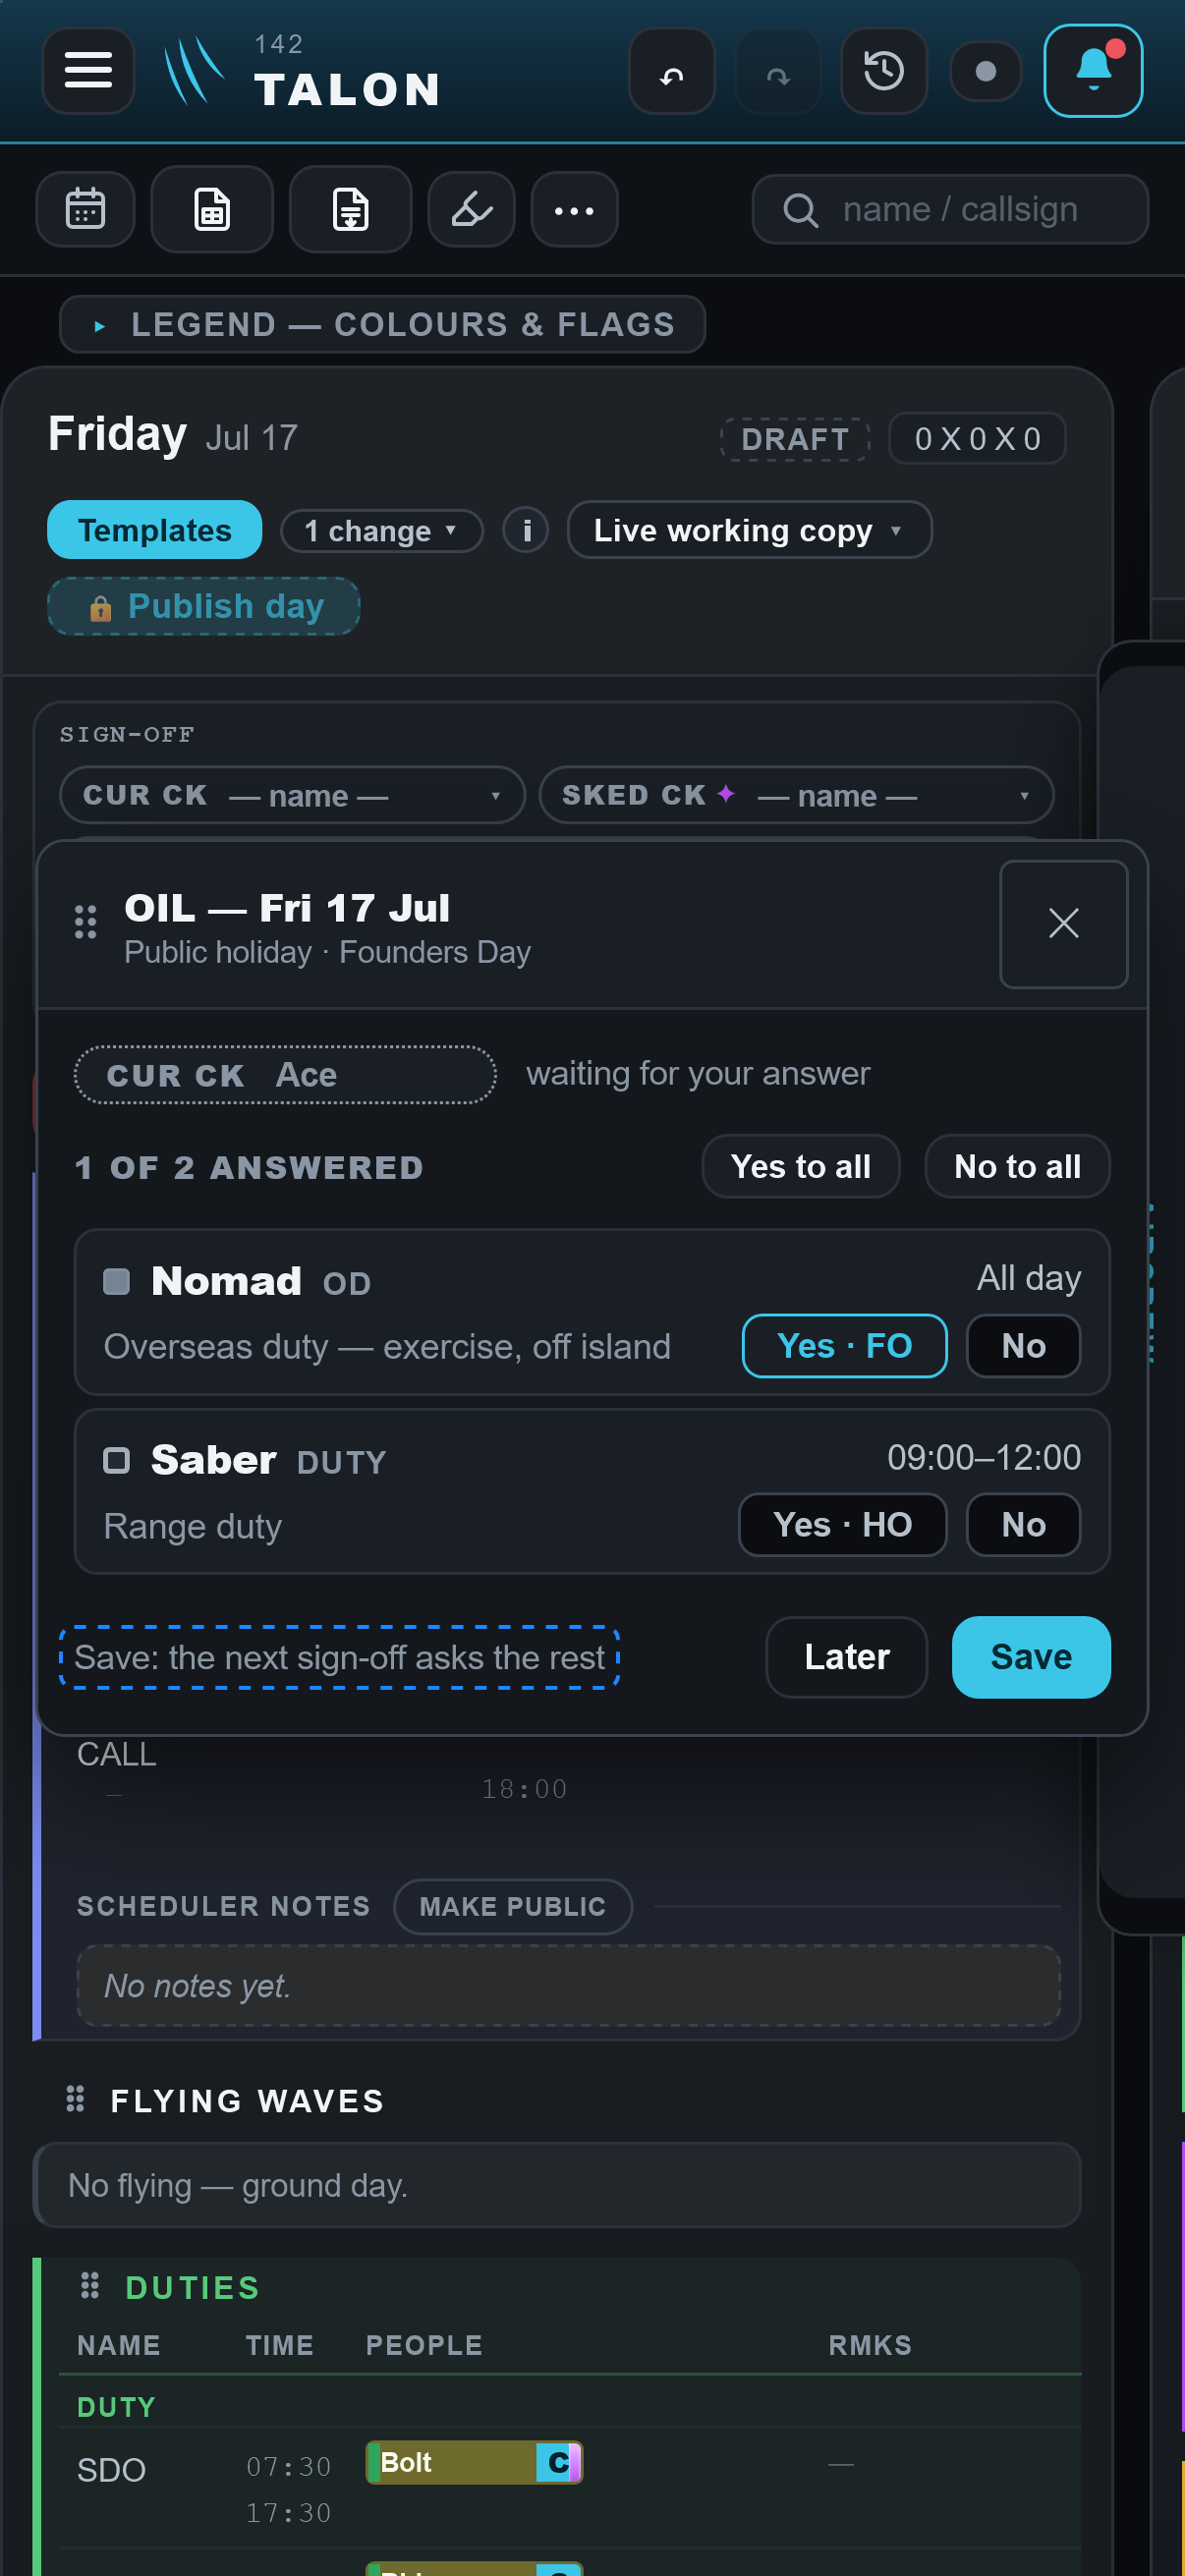 142
TALON
name / callsign
LEGEND — COLOURS & FLAGS
Friday Jul 17
DRAFT
0 X 0 X 0
Templates
1 change
i
Live working copy
Publish day
SIGN-OFF
CUR CK — name —
SKED CK — name —
OIL — Fri 17 Jul
Public holiday · Founders Day
CUR CK Ace
waiting for your answer
1 OF 2 ANSWERED
Yes to all
No to all
Nomad OD
All day
Overseas duty — exercise, off island
Yes · FO
No
Saber DUTY
09:00–12:00
Range duty
Yes · HO
No
Save: the next sign-off asks the rest
Later
Save
CALL
— 18:00
SCHEDULER NOTES
MAKE PUBLIC
No notes yet.
FLYING WAVES
No flying — ground day.
DUTIES
NAME TIME PEOPLE RMKS
DUTY
SDO 07:30 Bolt C —
17:30